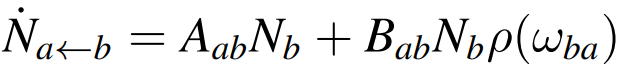 Ṅ_{a←b} = A_{ab}N_b + B_{ab}N_bρ(ω_{ba})